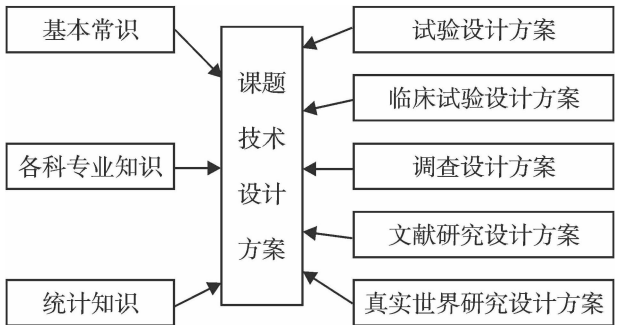 基本常识
各科专业知识
统计知识
课题
技术
设计
方案
试验设计方案
临床试验设计方案
调查设计方案
文献研究设计方案
真实世界研究设计方案